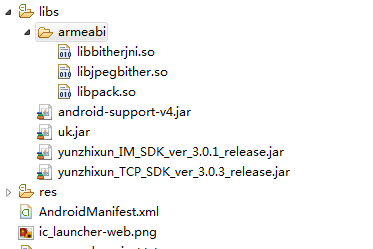 libs
armeabi
libbitherjni.so
libjpegbither.so
libpack.so
android-support-v4.jar
uk.jar
yunzhixun_IM_SDK_ver_3.0.1_release.jar
yunzhixun_TCP_SDK_ver_3.0.3_release.jar
res
AndroidManifest.xml
ic_launcher-web.png